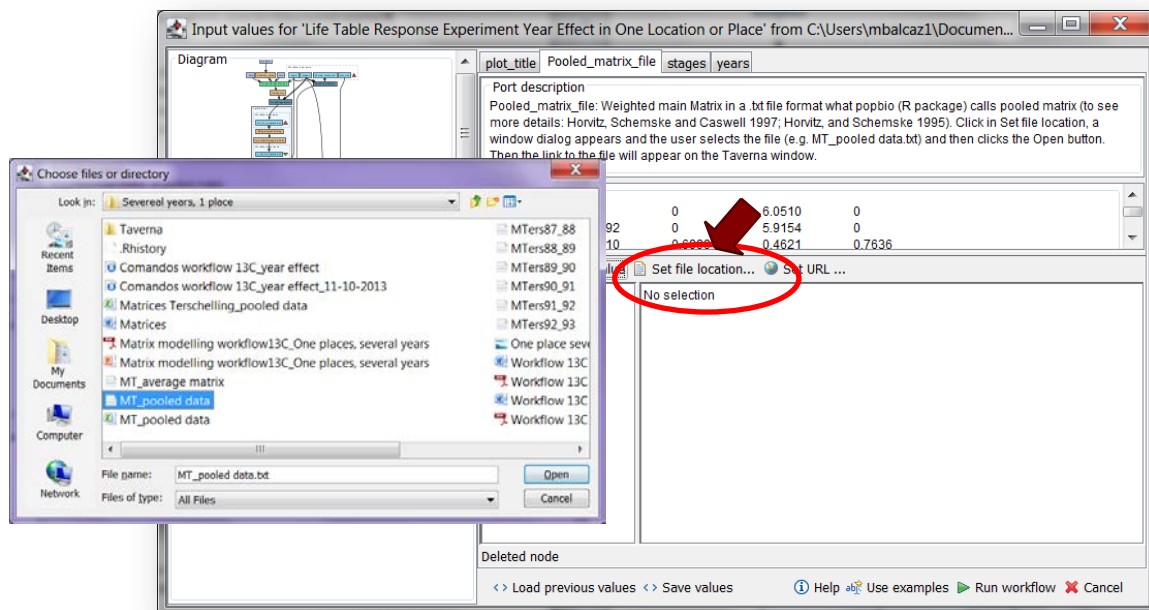 Input values for 'Life Table Response Experiment Year Effect in One Location or Place' from C:\Users\mbalcaz1\Documen...
Diagram
plot_title Pooled_matrix_file stages years
Port description
Pooled_matrix_file: Weighted main Matrix in a .txt file format what popbio (R package) calls pooled matrix (to see
more details: Horvitz, Schemske and Caswell 1997; Horvitz, and Schemske 1995). Click in Set file location, a
window dialog appears and the user selects the file (e.g. MT_pooled data.txt) and then clicks the Open button.
Then the link to the file will appear on the Taverna window.
0 6.0510 0
92 0 5.9154 0
10 0.4621 0.7636
Set file location... Set URL ...
No selection
Deleted node
Load previous values Save values Help Use examples Run workflow Cancel
Choose files or directory
Look in: Severeal years, 1 place
Recent Items
Desktop
My Documents
Computer
Network
Taverna
.Rhistory
Comandos workflow 13C_year effect
Comandos workflow 13C_year effect_11-10-2013
Matrices Terschelling_pooled data
Matrices
Matrix modelling workflow13C_One places, several years
Matrix modelling workflow13C_One places, several years
MT_average matrix
MT_pooled data
MT_pooled data
MTers87_88
MTers88_89
MTers89_90
MTers90_91
MTers91_92
MTers92_93
One place seve
Workflow 13C
Workflow 13C
Workflow 13C
Workflow 13C
File name: MT_pooled data.txt Open
Files of type: All Files Cancel